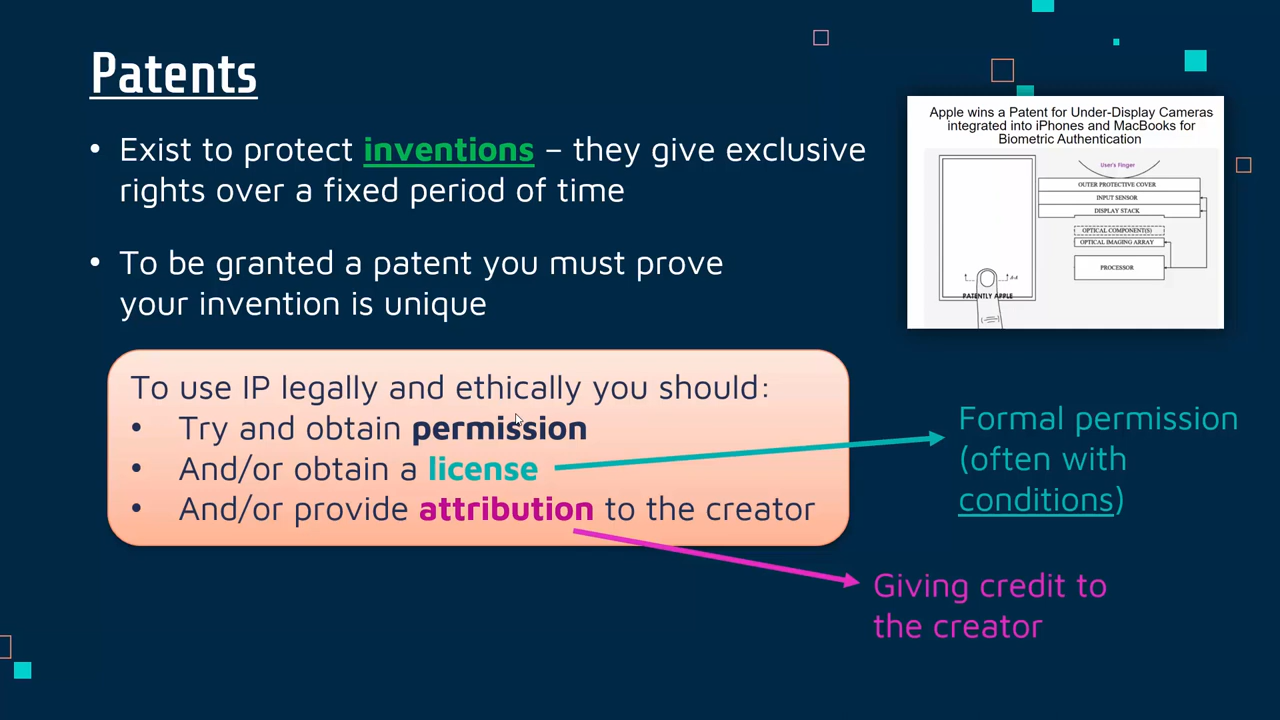 Patents
• Exist to protect inventions – they give exclusive
rights over a fixed period of time
• To be granted a patent you must prove
your invention is unique
To use IP legally and ethically you should:
• Try and obtain permission
• And/or obtain a license
• And/or provide attribution to the creator
Formal permission
(often with
conditions)
Giving credit to
the creator
Apple wins a Patent for Under-Display Cameras
integrated into iPhones and MacBooks for
Biometric Authentication
User's Finger
OUTER PROTECTIVE COVER
INPUT SENSOR
DISPLAY STACK
OPTICAL COMPONENT(S)
OPTICAL IMAGING ARRAY
PROCESSOR
PATENTLY APPLE